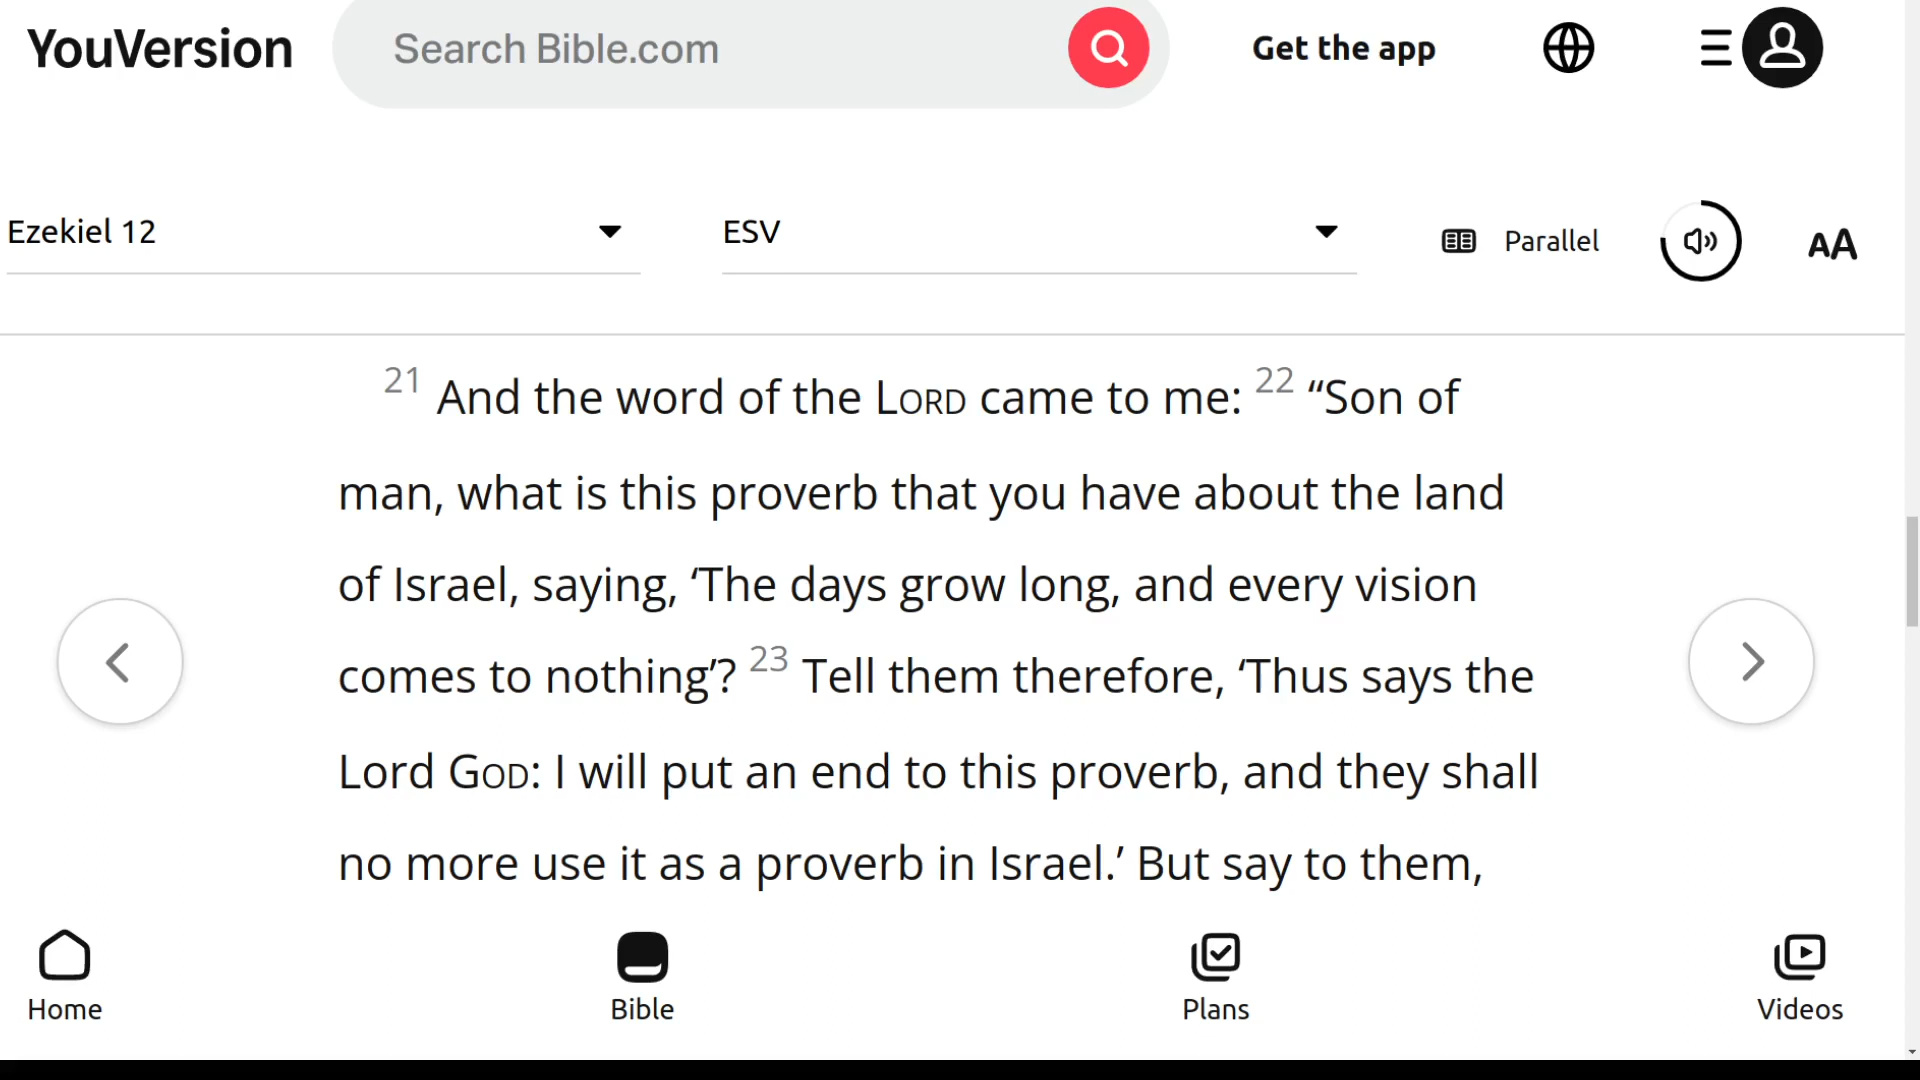 YouVersion
Search Bible.com
Get the app
Ezekiel 12
ESV
Parallel
AA
21 And the word of the LORD came to me: 22 “Son of
man, what is this proverb that you have about the land
of Israel, saying, ‘The days grow long, and every vision
comes to nothing’? 23 Tell them therefore, ‘Thus says the
Lord GOD: I will put an end to this proverb, and they shall
no more use it as a proverb in Israel.’ But say to them,
Home
Bible
Plans
Videos